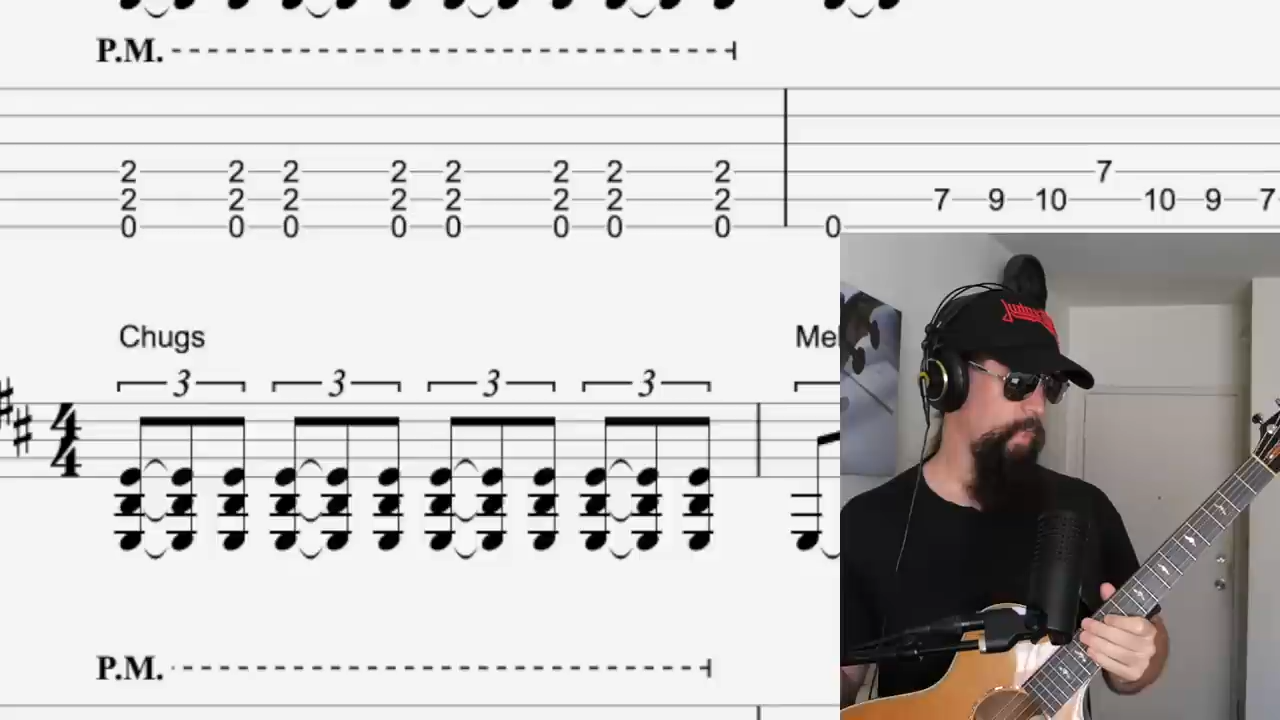 P.M.
2 2 2 2 2 2 2 2 7
2 2 2 2 2 2 2 2 7 9 10 10 9 7
0 0 0 0 0 0 0 0 0
Chugs
3 3 3 3
4
4
P.M.